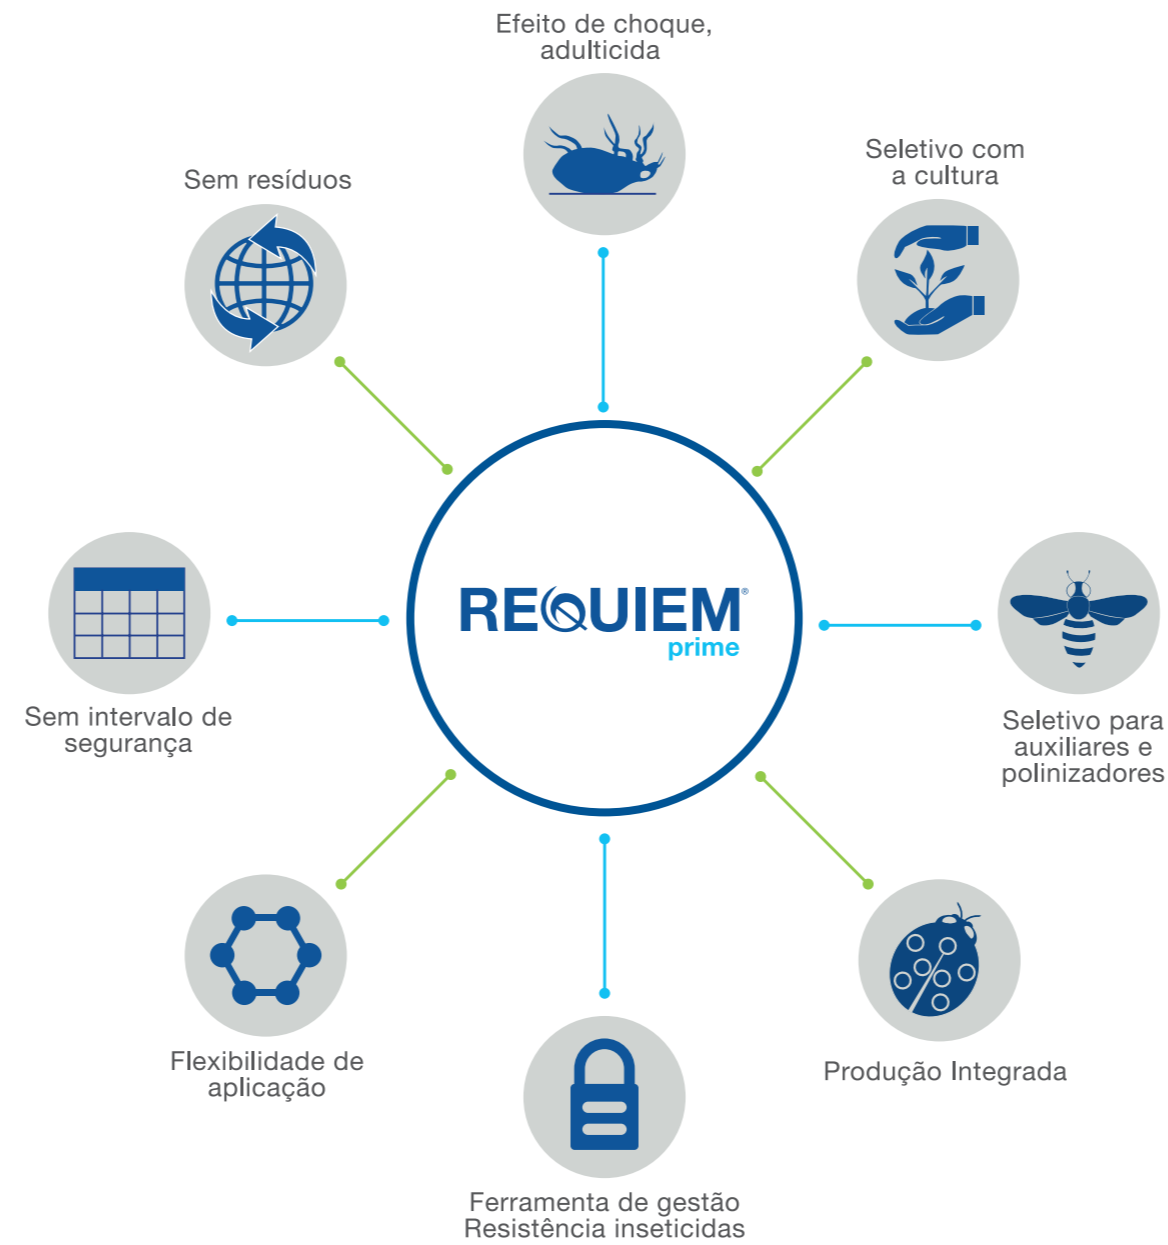 Efeito de choque,
adulticida
Seletivo com
a cultura
Sem resíduos
REQUIEM®
prime
Sem intervalo de
segurança
Seletivo para
auxiliares e
polinizadores
Flexibilidade de
aplicação
Produção Integrada
Ferramenta de gestão
Resistência inseticidas